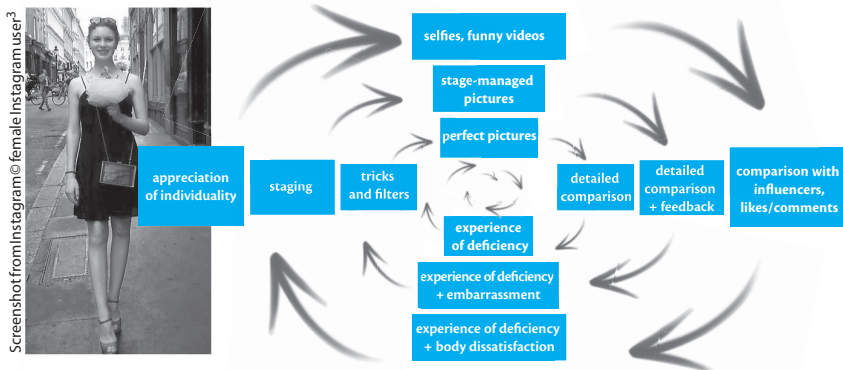 Screenshot from Instagram © female Instagram user3
selfies, funny videos
stage-managed
pictures
perfect pictures
appreciation
of individuality
staging
tricks
and filters
detailed
comparison
detailed
comparison
+ feedback
comparison with
influencers,
likes/comments
experience
of deficiency
experience of deficiency
+ embarrassment
experience of deficiency
+ body dissatisfaction